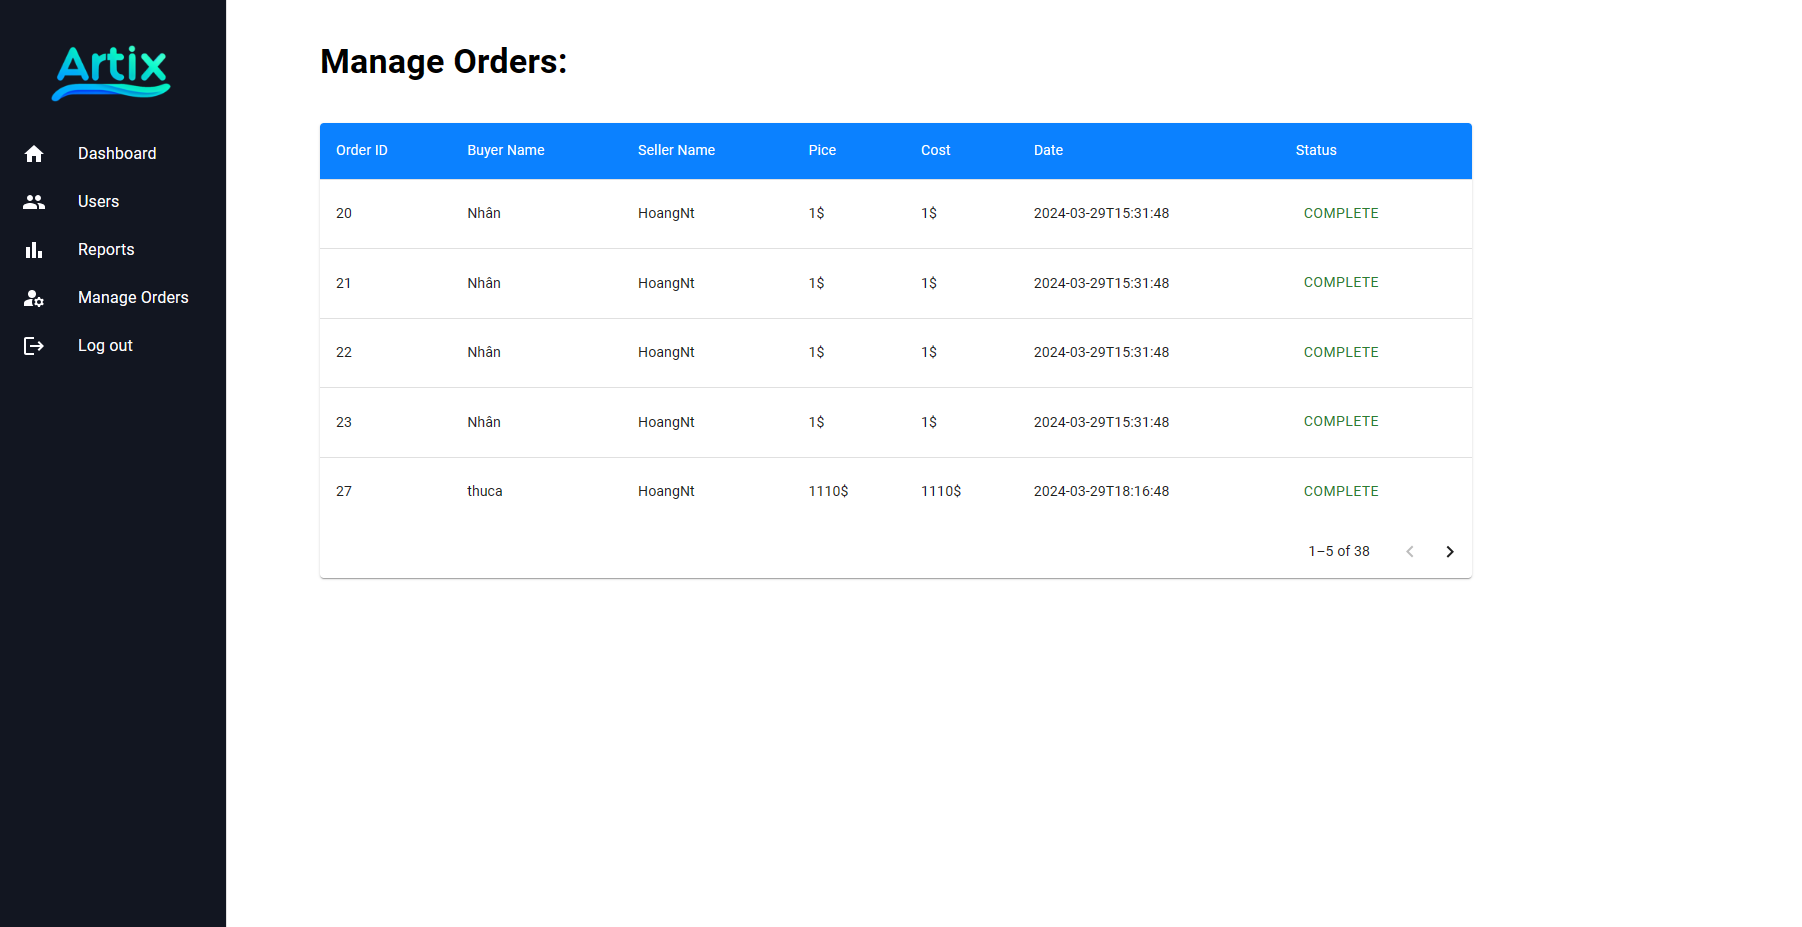 Artix
Dashboard
Users
Reports
Manage Orders
Log out
Manage Orders:
Order ID Buyer Name Seller Name Pice Cost Date Status
20 Nhân HoangNt 1$ 1$ 2024-03-29T15:31:48 COMPLETE
21 Nhân HoangNt 1$ 1$ 2024-03-29T15:31:48 COMPLETE
22 Nhân HoangNt 1$ 1$ 2024-03-29T15:31:48 COMPLETE
23 Nhân HoangNt 1$ 1$ 2024-03-29T15:31:48 COMPLETE
27 thuca HoangNt 1110$ 1110$ 2024-03-29T18:16:48 COMPLETE
1–5 of 38